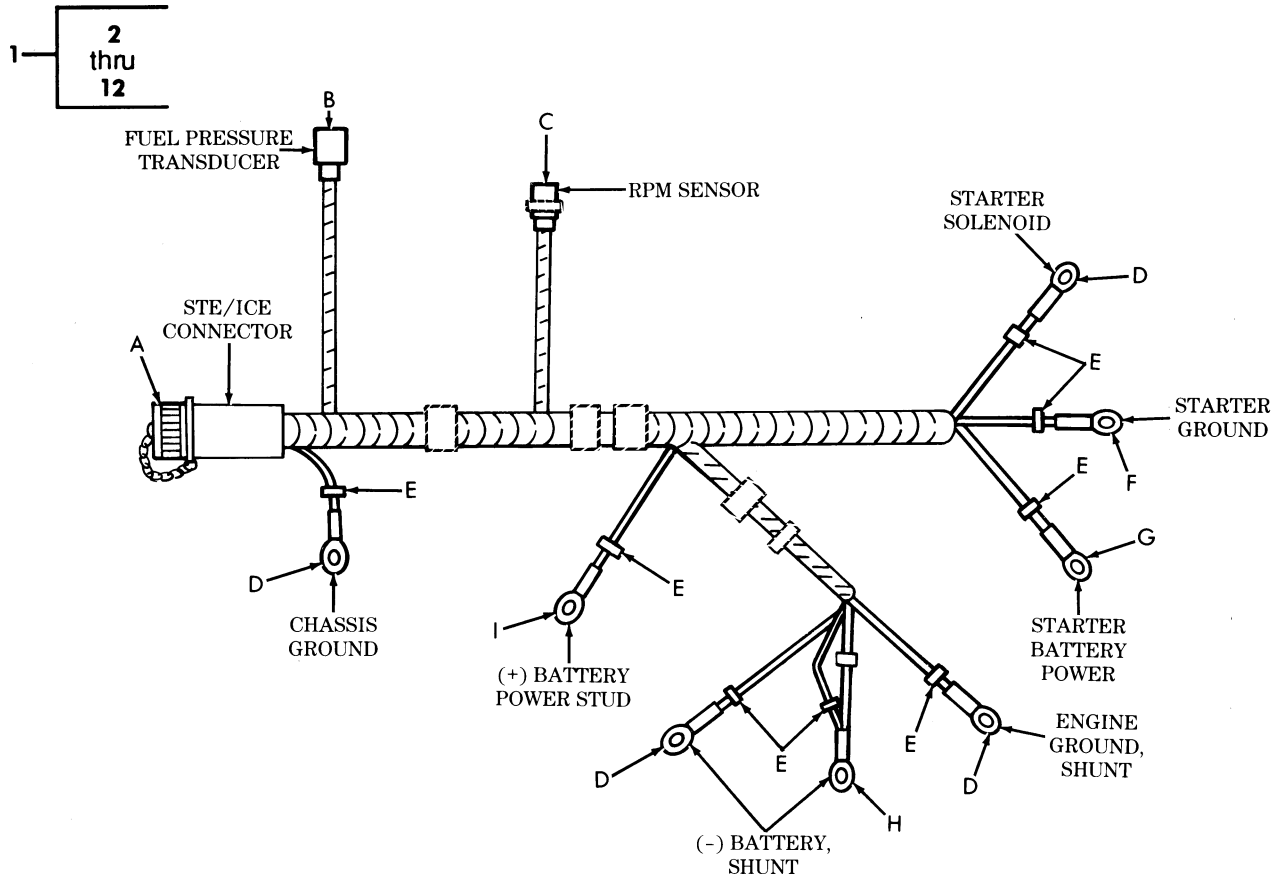 1
2
thru
12
B
FUEL PRESSURE
TRANSDUCER
C
RPM SENSOR
STARTER
SOLENOID
D
STE/ICE
CONNECTOR
A
E
STARTER
GROUND
F
E
G
STARTER
BATTERY
POWER
E
D
CHASSIS
GROUND
E
I
(+) BATTERY
POWER STUD
E
D
H
(-) BATTERY,
SHUNT
E
D
ENGINE
GROUND,
SHUNT